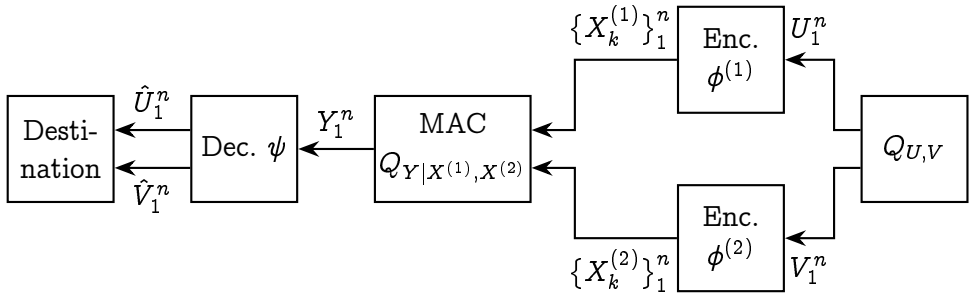 {X_k^{(1)}}_1^n
Enc.
ϕ^{(1)}
U_1^n
Desti-
nation
Û_1^n
V̂_1^n
Dec. ψ
Y_1^n
MAC
Q_{Y|X^{(1)},X^{(2)}}
Q_{U,V}
{X_k^{(2)}}_1^n
Enc.
ϕ^{(2)}
V_1^n